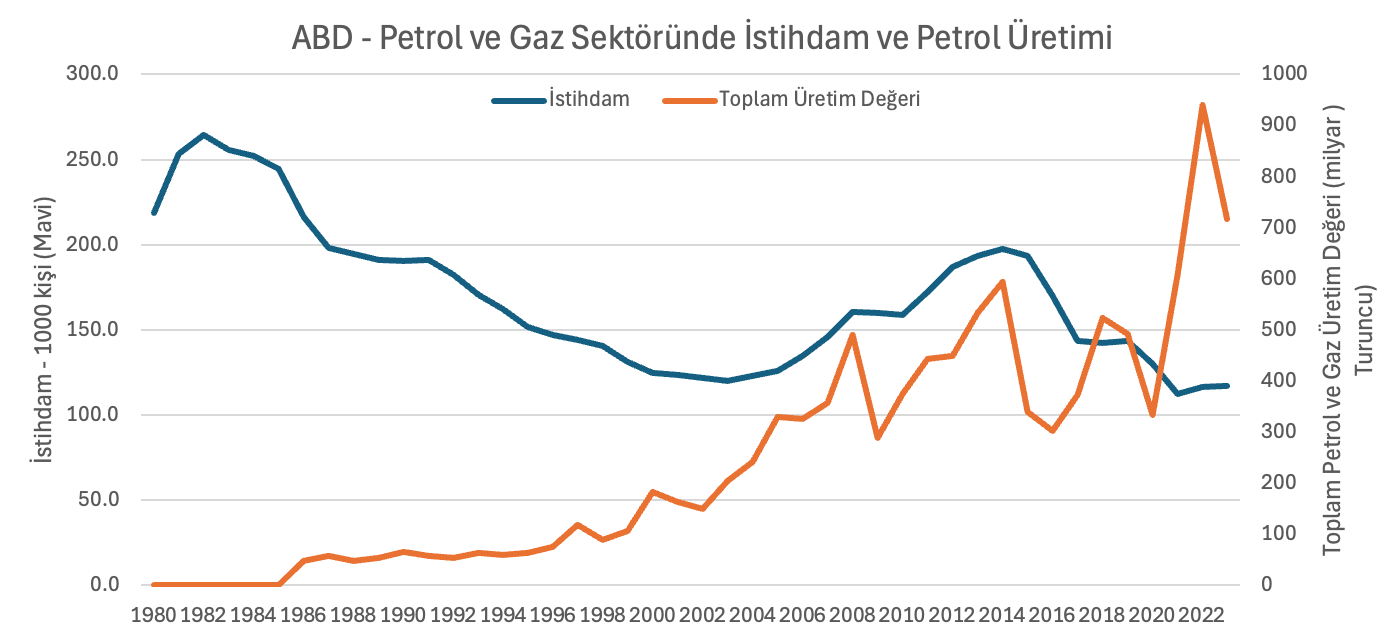 ABD - Petrol ve Gaz Sektöründe İstihdam ve Petrol Üretimi
İstihdam
Toplam Üretim Değeri
300.0
250.0
200.0
150.0
100.0
50.0
0.0
İstihdam - 1000 kişi (Mavi)
1000
900
800
700
600
500
400
300
200
100
0
Toplam Petrol ve Gaz Üretim Değeri (milyar )
Turuncu)
1980 1982 1984 1986 1988 1990 1992 1994 1996 1998 2000 2002 2004 2006 2008 2010 2012 2014 2016 2018 2020 2022